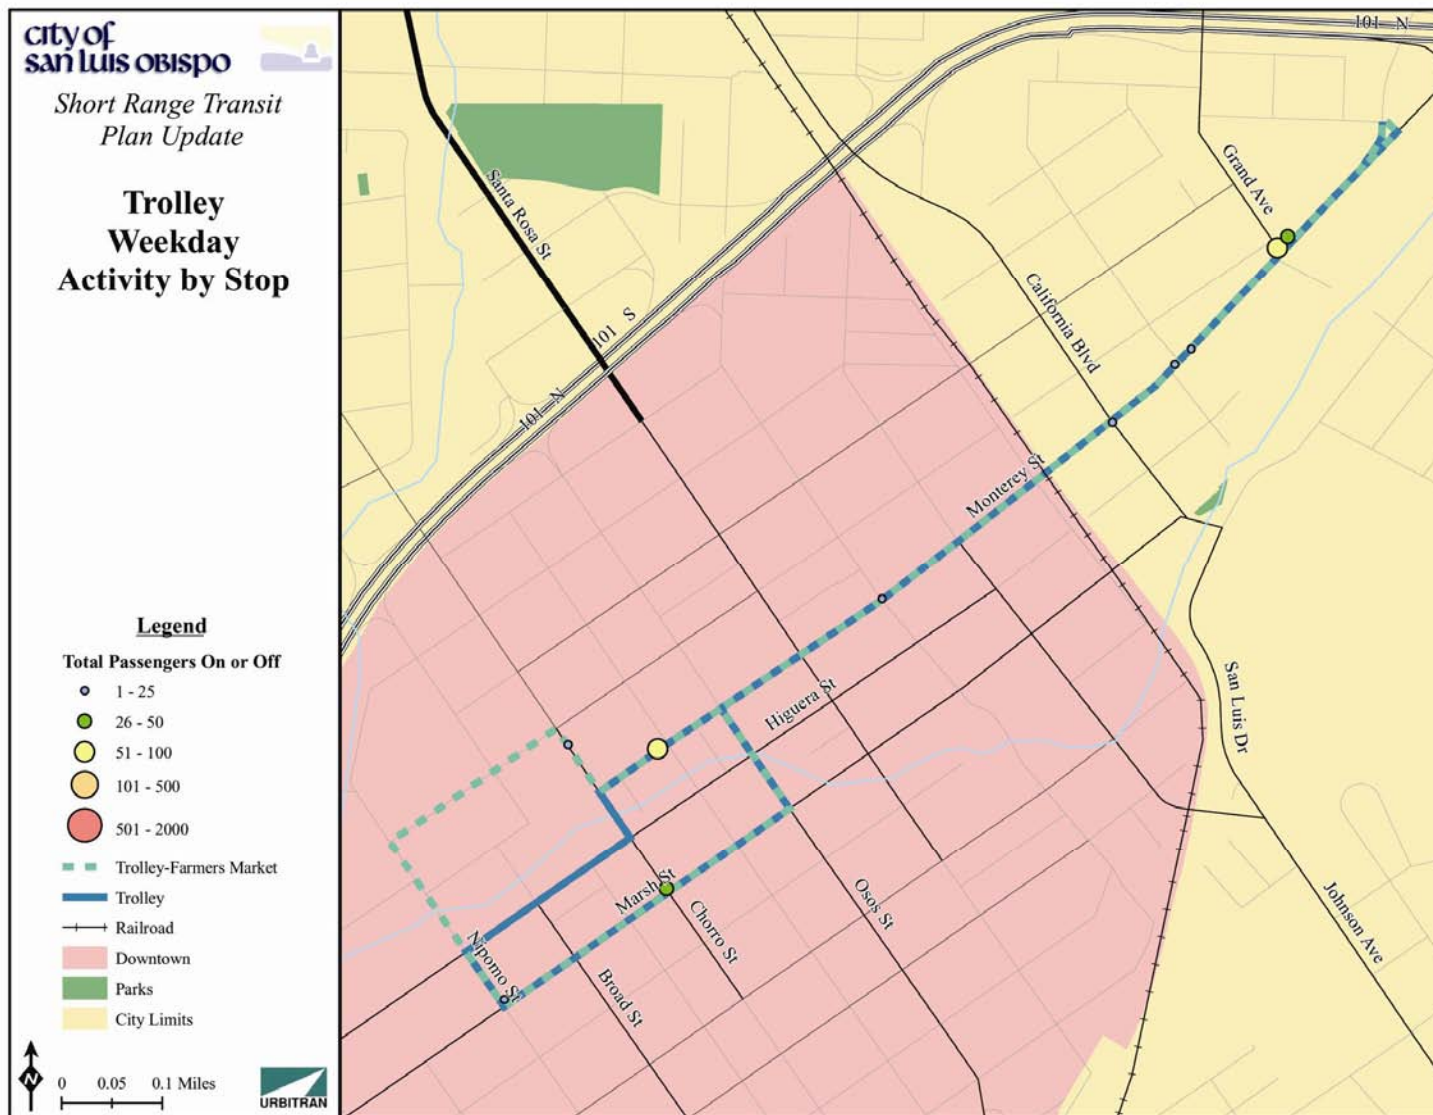 city of
san luis obispo
Short Range Transit
Plan Update
Trolley
Weekday
Activity by Stop
Legend
Total Passengers On or Off
1 - 25
26 - 50
51 - 100
101 - 500
501 - 2000
Trolley-Farmers Market
Trolley
Railroad
Downtown
Parks
City Limits
N
0 0.05 0.1 Miles
URBITRAN
101 N
Santa Rosa St
Grand Ave
101 S
California Blvd
101 N
Monterey St
Higuera St
San Luis Dr
Marsh St
Chorro St
Osos St
Johnson Ave
Nipomo St
Broad St